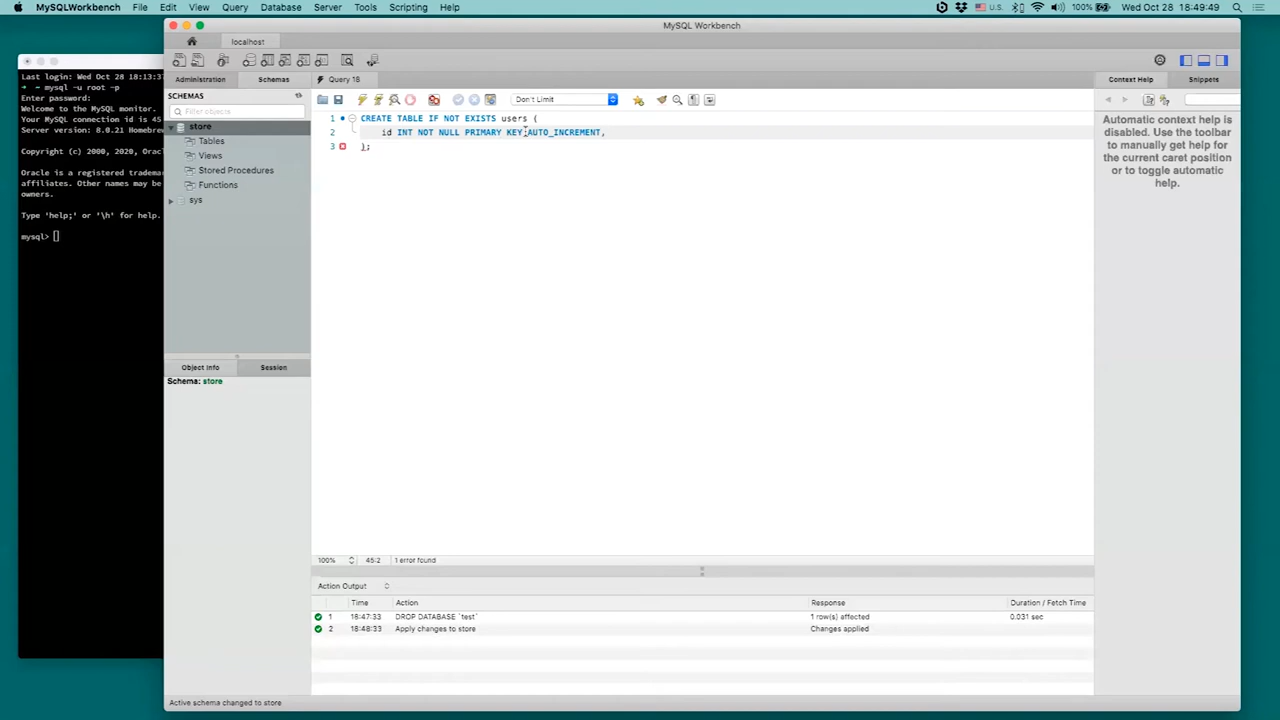 MySQLWorkbench File Edit View Query Database Server Tools Scripting Help U.S. 100% Wed Oct 28 18:49:49
MySQL Workbench
localhost
Last login: Wed Oct 28 18:13:37
→ ~ mysql -u root -p
Enter password:
Welcome to the MySQL monitor.
Your MySQL connection id is 45
Server version: 8.0.21 Homebrew
Copyright (c) 2000, 2020, Oracl
Oracle is a registered tradema
affiliates. Other names may be
owners.
Type 'help;' or '\h' for help.
mysql>
Administration Schemas
SCHEMAS
Filter objects
store
Tables
Views
Stored Procedures
Functions
sys
Object Info Session
Schema: store
Query 18
Don't Limit
1 CREATE TABLE IF NOT EXISTS users (
2 id INT NOT NULL PRIMARY KEY AUTO_INCREMENT,
3 );
100% 45:2 1 error found
Action Output
Time Action Response Duration / Fetch Time
1 18:47:33 DROP DATABASE `test` 1 row(s) affected 0.031 sec
2 18:48:33 Apply changes to store Changes applied
Context Help Snippets
Automatic context help is
disabled. Use the toolbar
to manually get help for
the current caret position
or to toggle automatic
help.
Active schema changed to store